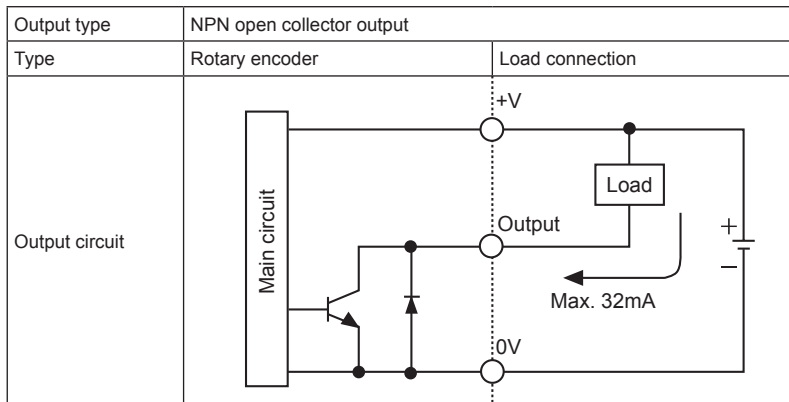 Output type NPN open collector output
Type Rotary encoder Load connection
Output circuit
Main circuit
+V
Load
Output
+
−
Max. 32mA
0V